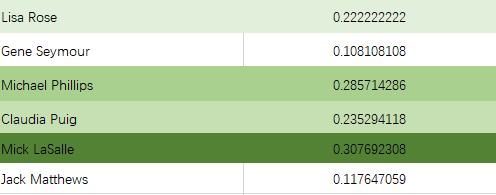 Lisa Rose 0.222222222
Gene Seymour 0.108108108
Michael Phillips 0.285714286
Claudia Puig 0.235294118
Mick LaSalle 0.307692308
Jack Matthews 0.117647059